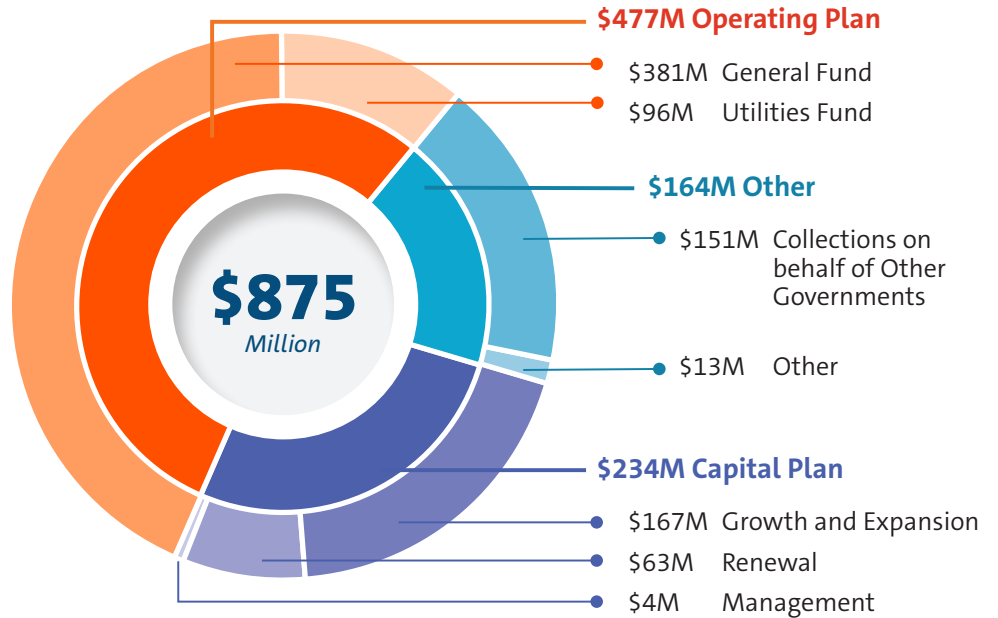 $477M Operating Plan
$381M General Fund
$96M Utilities Fund
$164M Other
$151M Collections on
behalf of Other
Governments
$13M Other
$875
Million
$234M Capital Plan
$167M Growth and Expansion
$63M Renewal
$4M Management